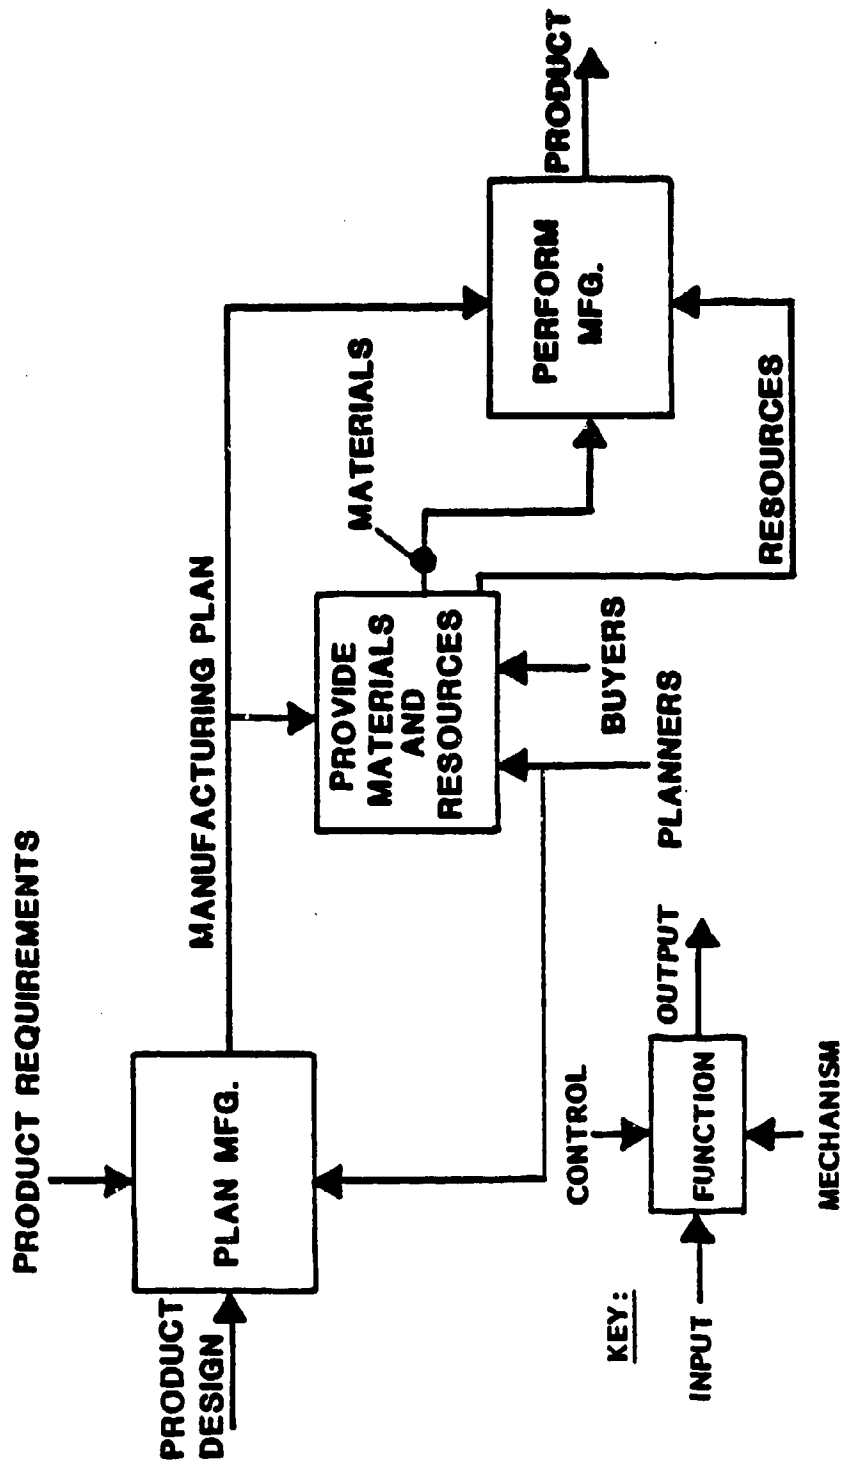 PRODUCT REQUIREMENTS
MANUFACTURING PLAN
PRODUCT
DESIGN
PLAN MFG.
MATERIALS
PROVIDE
MATERIALS
AND
RESOURCES
PERFORM
MFG.
PRODUCT
BUYERS
PLANNERS
RESOURCES
KEY:
CONTROL
INPUT
FUNCTION
OUTPUT
MECHANISM